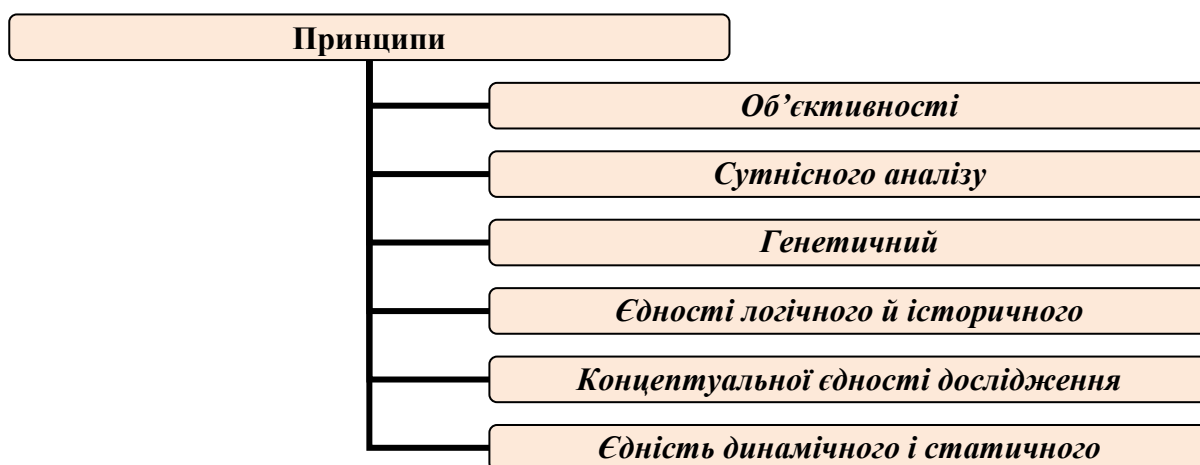 Принципи
Об’єктивності
Сутнісного аналізу
Генетичний
Єдності логічного й історичного
Концептуальної єдності дослідження
Єдність динамічного і статичного